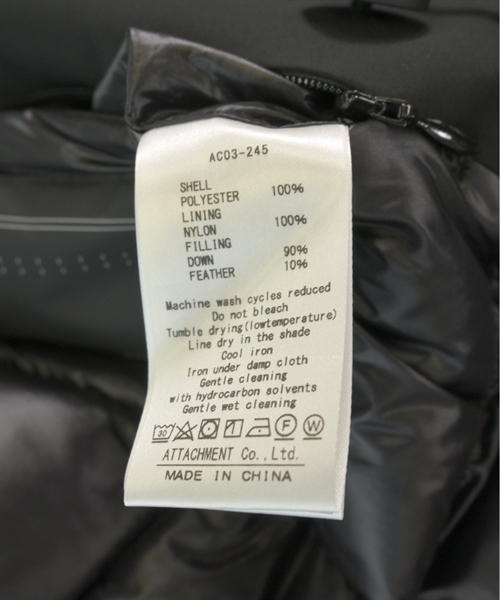 AC03-245
SHELL
POLYESTER 100%
LINING
NYLON 100%
FILLING
DOWN 90%
FEATHER 10%
Machine wash cycles reduced
Do not bleach
Tumble drying(lowtemperature)
Line dry in the shade
Cool iron
Iron under damp cloth
Gentle cleaning
with hydrocarbon solvents
Gentle wet cleaning
30 F W
ATTACHMENT Co.,Ltd.
MADE IN CHINA